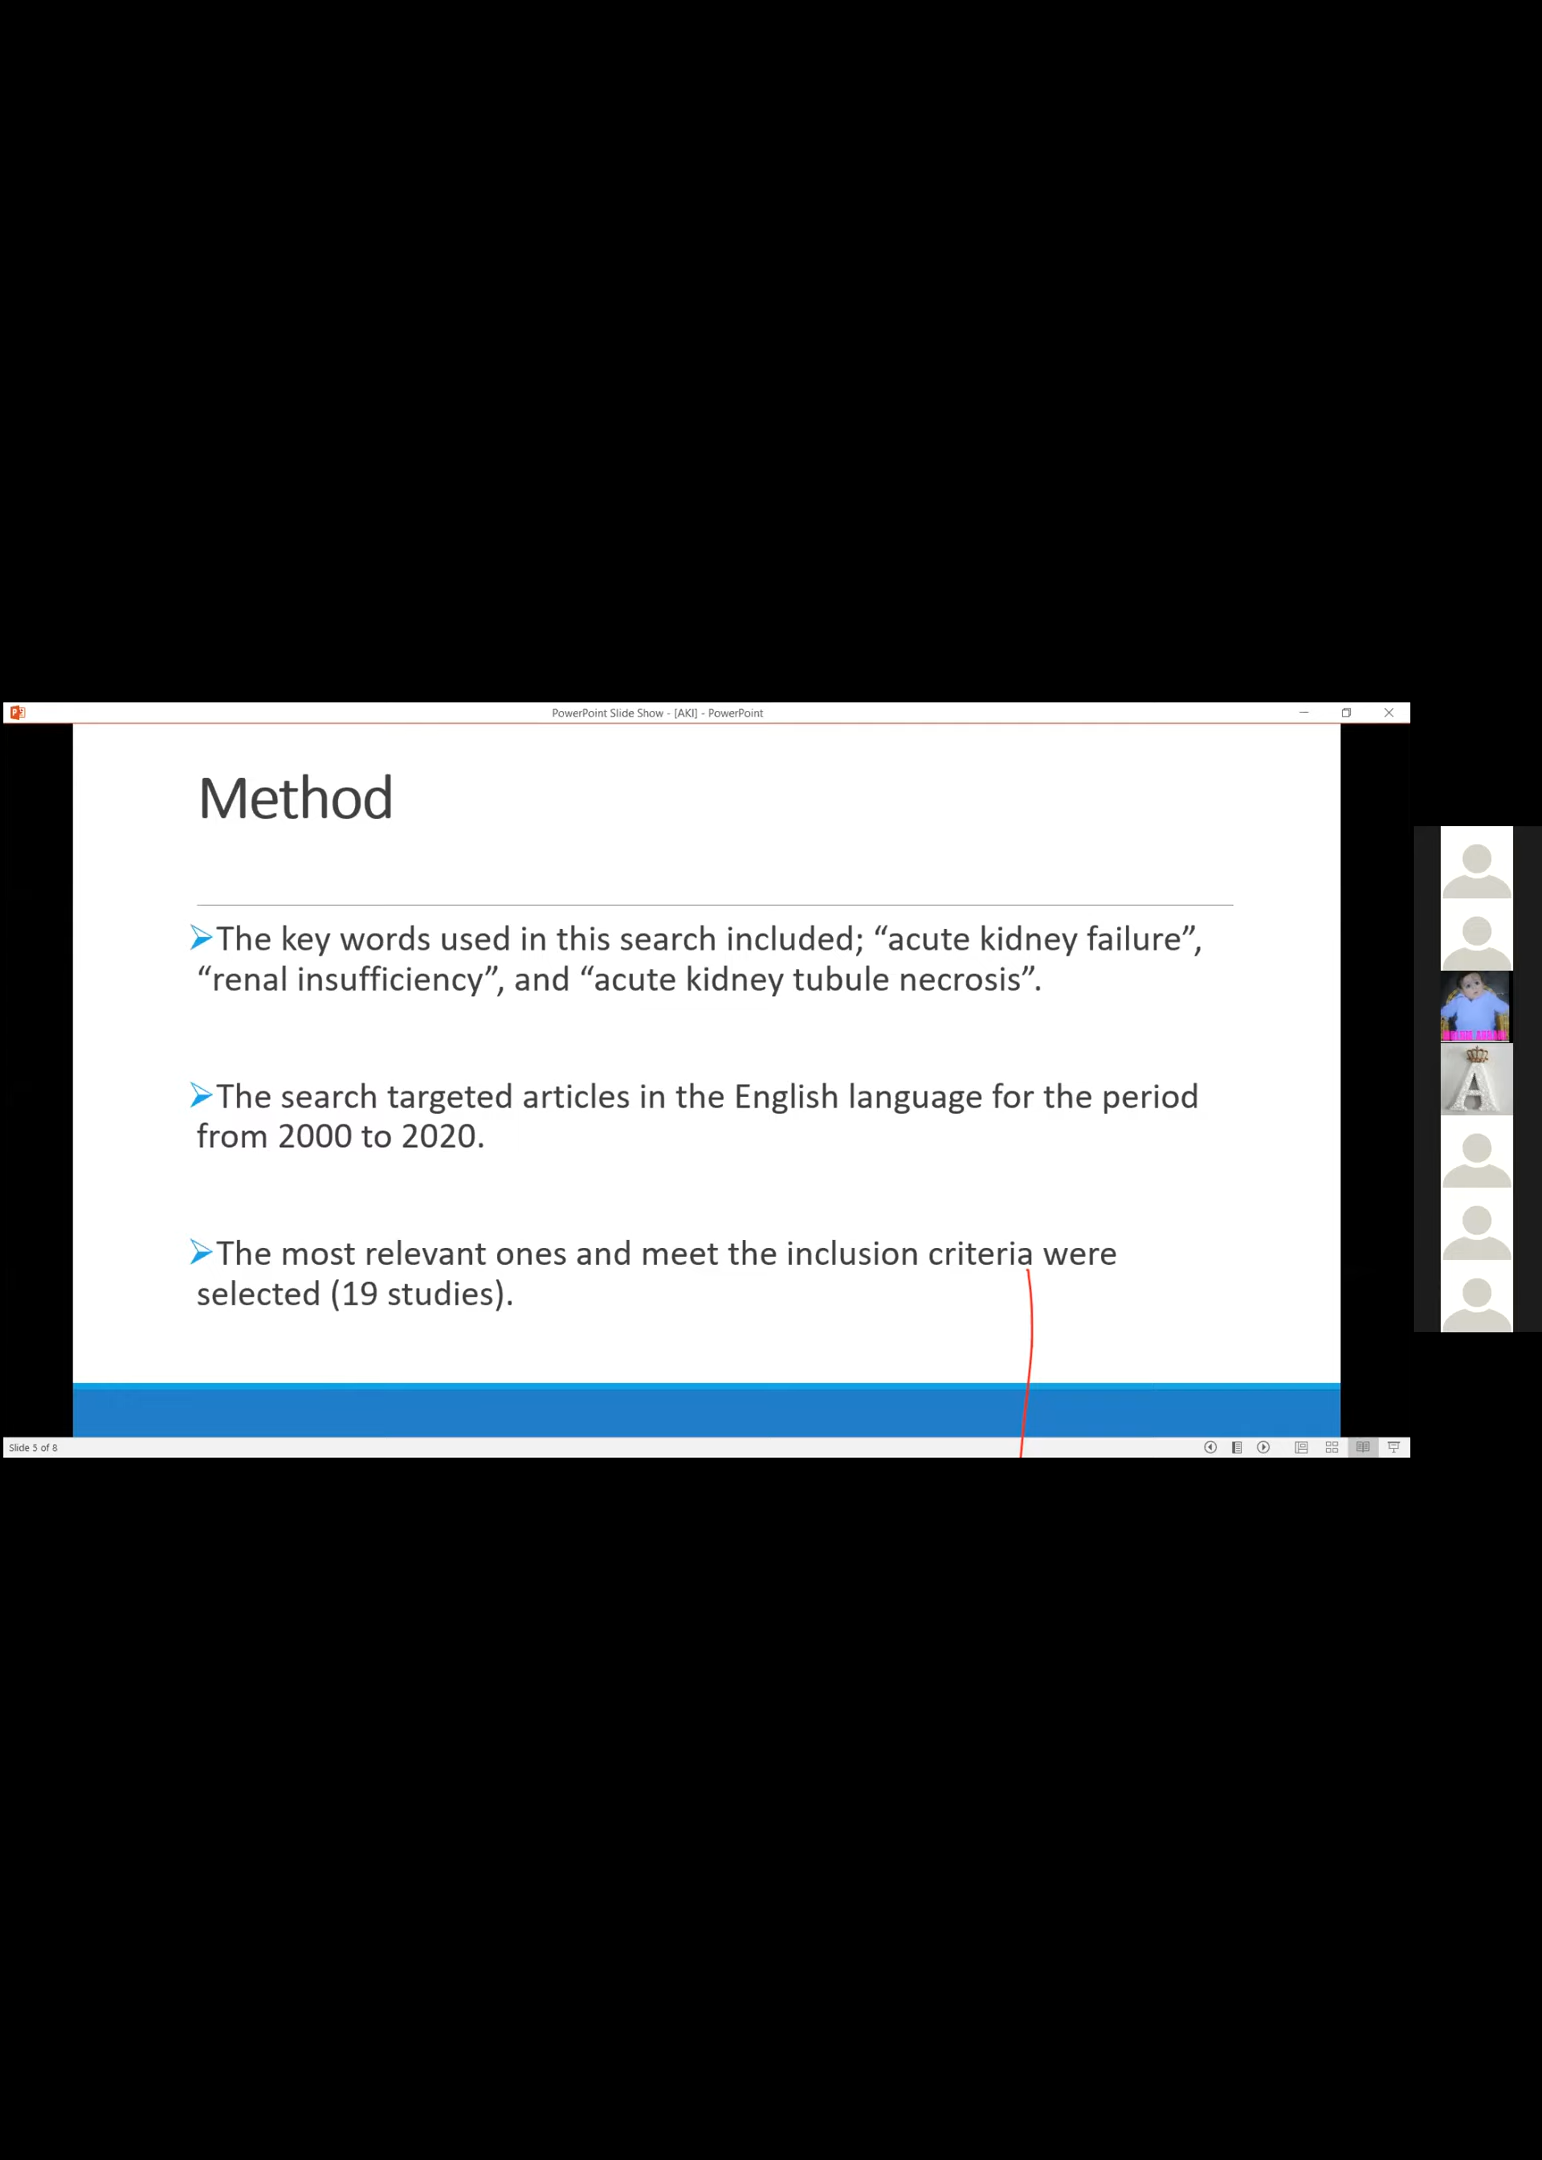 PowerPoint Slide Show - [AKI] - PowerPoint
Method
The key words used in this search included; “acute kidney failure”,
“renal insufficiency”, and “acute kidney tubule necrosis”.
The search targeted articles in the English language for the period
from 2000 to 2020.
The most relevant ones and meet the inclusion criteria were
selected (19 studies).
Slide 5 of 8
A